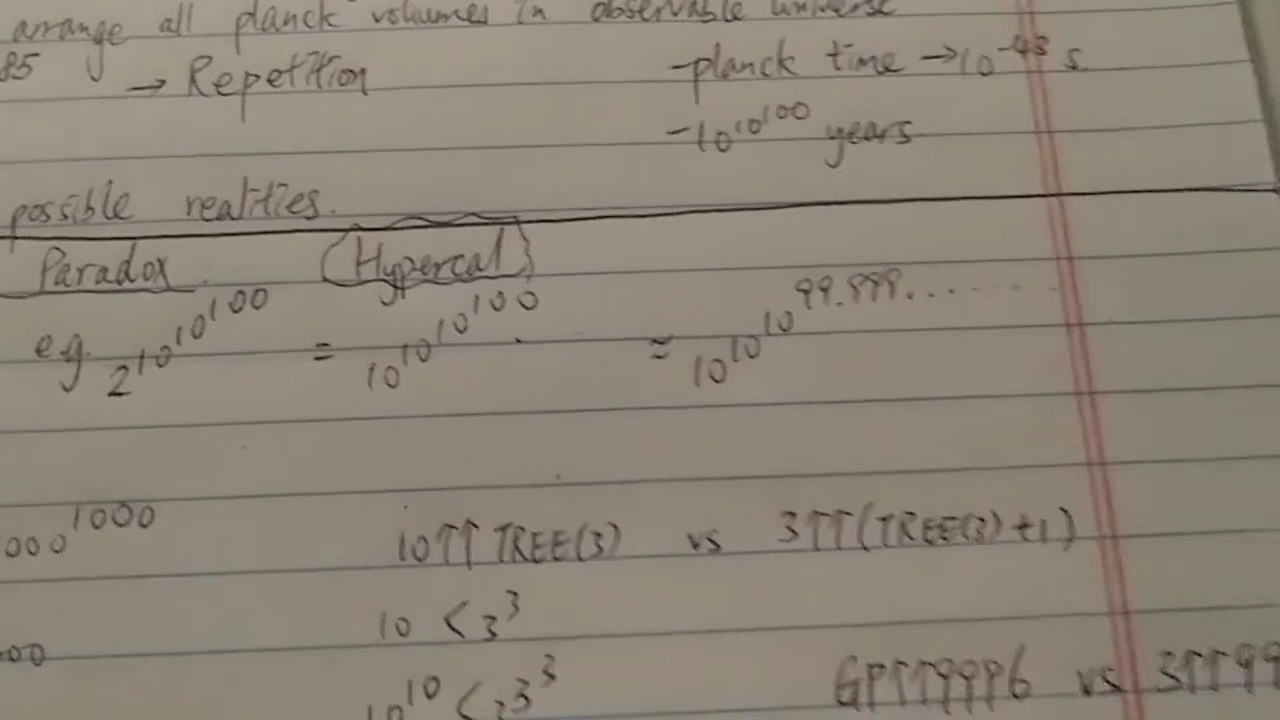 arrange all planck volumes in observable universe
85 → Repetition -planck time →10^-43 s
-10^10^100 years
possible realities.
Paradox (Hypercal)
e.g. 2^10^10^100 = 10^10^10^100 ≈ 10^10^10^99.999.........
000^1000 10↑↑TREE(3) vs 3↑↑(TREE(3)+1)
10 < 3^3
00 10^10 < 3^3^3 GP↑↑99P6 vs 3↑↑99